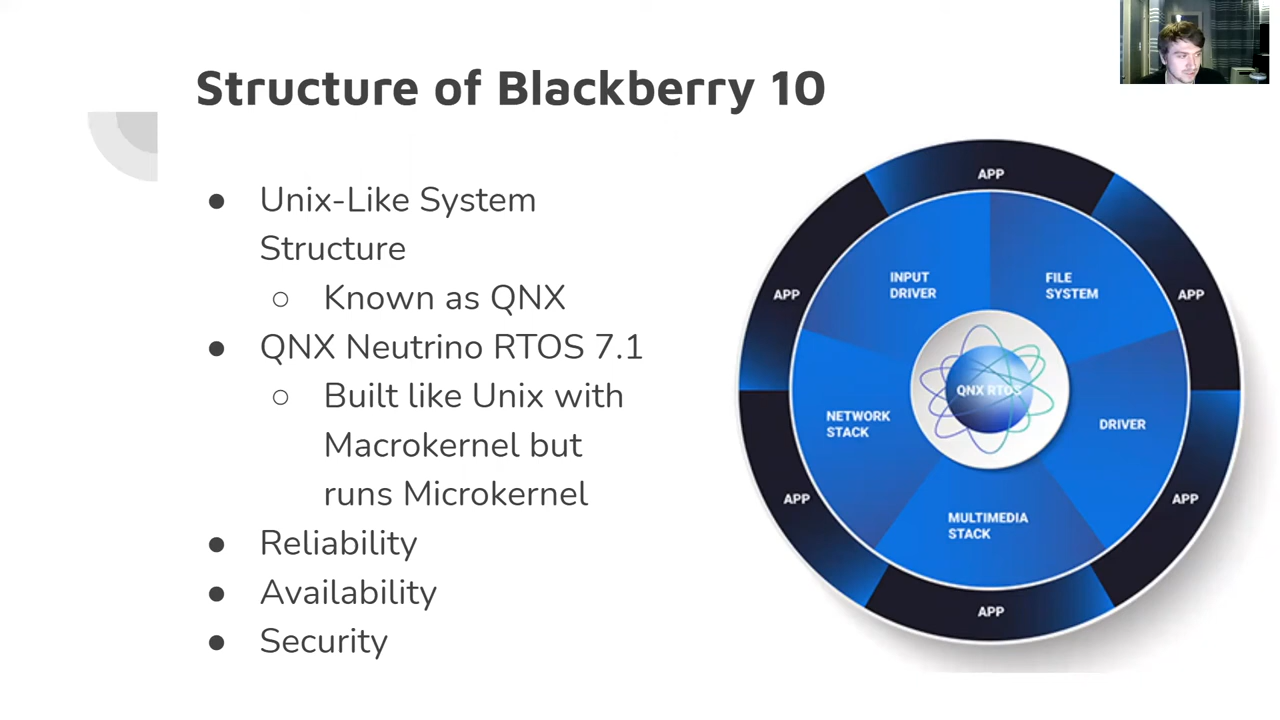 Structure of Blackberry 10
● Unix-Like System
Structure
○ Known as QNX
● QNX Neutrino RTOS 7.1
○ Built like Unix with
Macrokernel but
runs Microkernel
● Reliability
● Availability
● Security
APP
APP
APP
INPUT
DRIVER
FILE
SYSTEM
QNX RTOS
NETWORK
STACK
DRIVER
MULTIMEDIA
STACK
APP
APP
APP